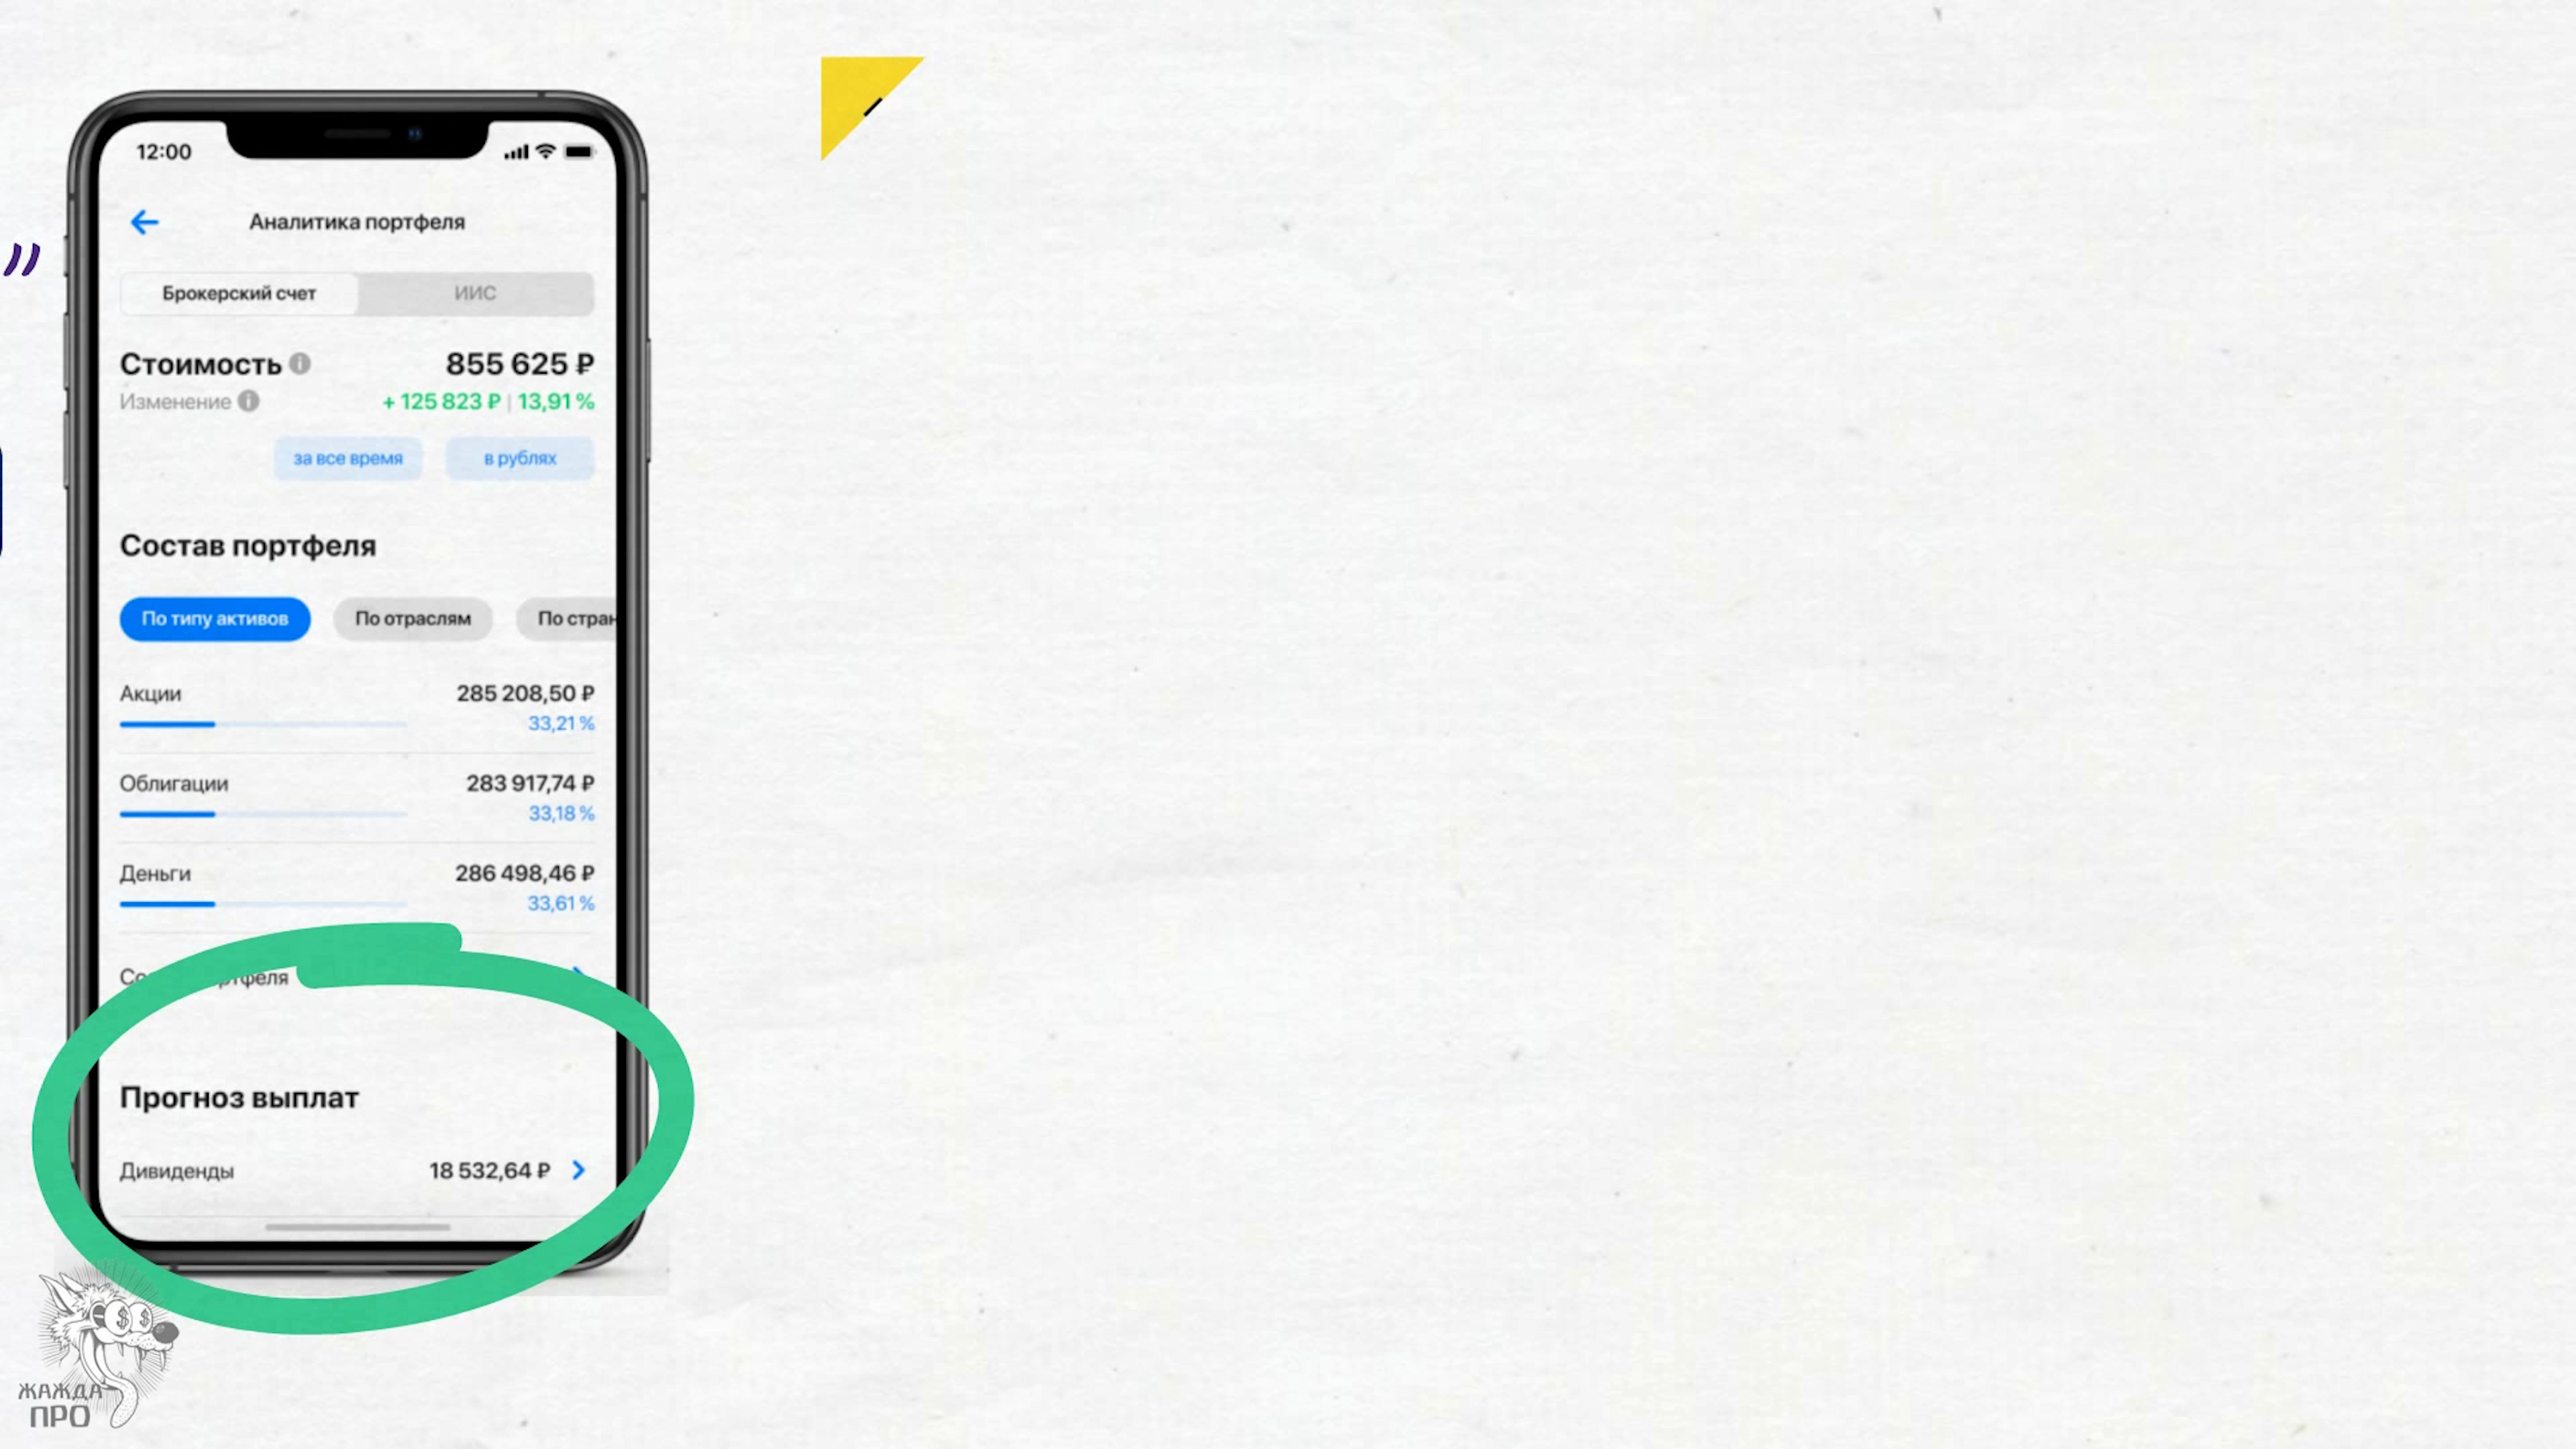 12:00
Аналитика портфеля
”
Брокерский счет ИИС
Стоимость 855 625 ₽
Изменение + 125 823 ₽ | 13,91 %
за все время в рублях
Состав портфеля
По типу активов По отраслям По стран
Акции 285 208,50 ₽
33,21 %
Облигации 283 917,74 ₽
33,18 %
Деньги 286 498,46 ₽
33,61 %
Прогноз выплат
Дивиденды 18 532,64 ₽
ЖАЖДА
ПРО